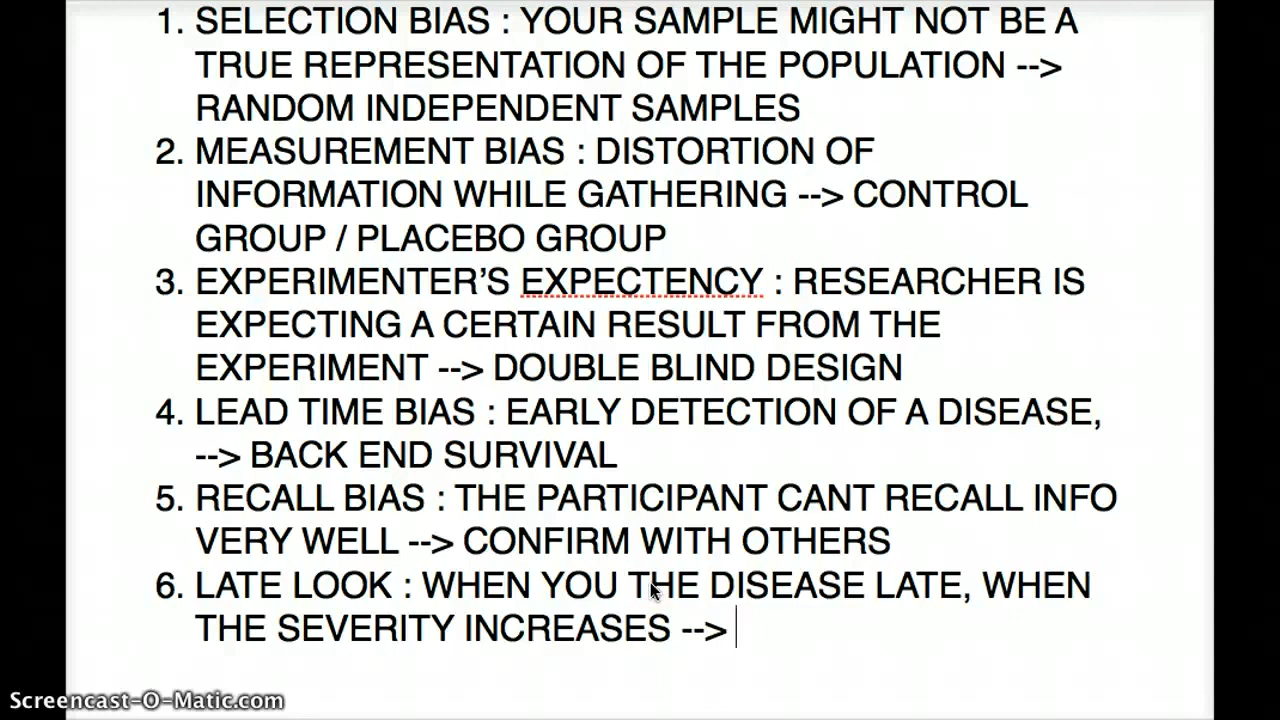 1. SELECTION BIAS : YOUR SAMPLE MIGHT NOT BE A
TRUE REPRESENTATION OF THE POPULATION -->
RANDOM INDEPENDENT SAMPLES
2. MEASUREMENT BIAS : DISTORTION OF
INFORMATION WHILE GATHERING --> CONTROL
GROUP / PLACEBO GROUP
3. EXPERIMENTER’S EXPECTENCY : RESEARCHER IS
EXPECTING A CERTAIN RESULT FROM THE
EXPERIMENT --> DOUBLE BLIND DESIGN
4. LEAD TIME BIAS : EARLY DETECTION OF A DISEASE,
--> BACK END SURVIVAL
5. RECALL BIAS : THE PARTICIPANT CANT RECALL INFO
VERY WELL --> CONFIRM WITH OTHERS
6. LATE LOOK : WHEN YOU THE DISEASE LATE, WHEN
THE SEVERITY INCREASES -->
Screencast-O-Matic.com